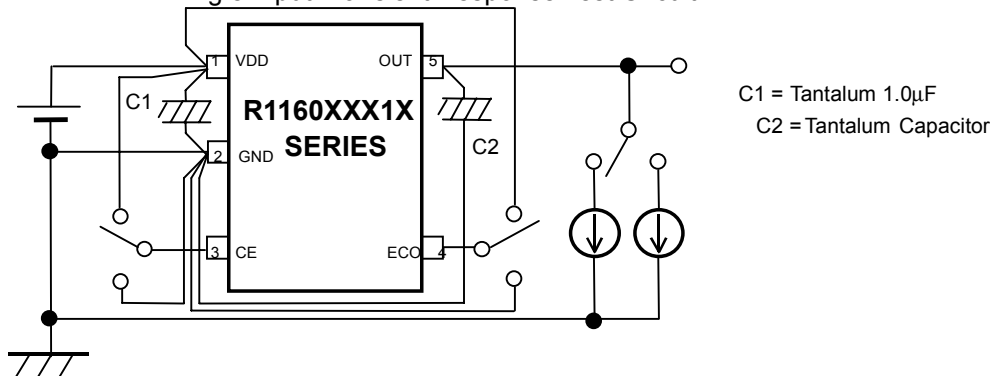 1 VDD
OUT 5
C1
R1160XXX1X
SERIES
2 GND
C2
3 CE
ECO 4
C1 = Tantalum 1.0μF
C2 = Tantalum Capacitor